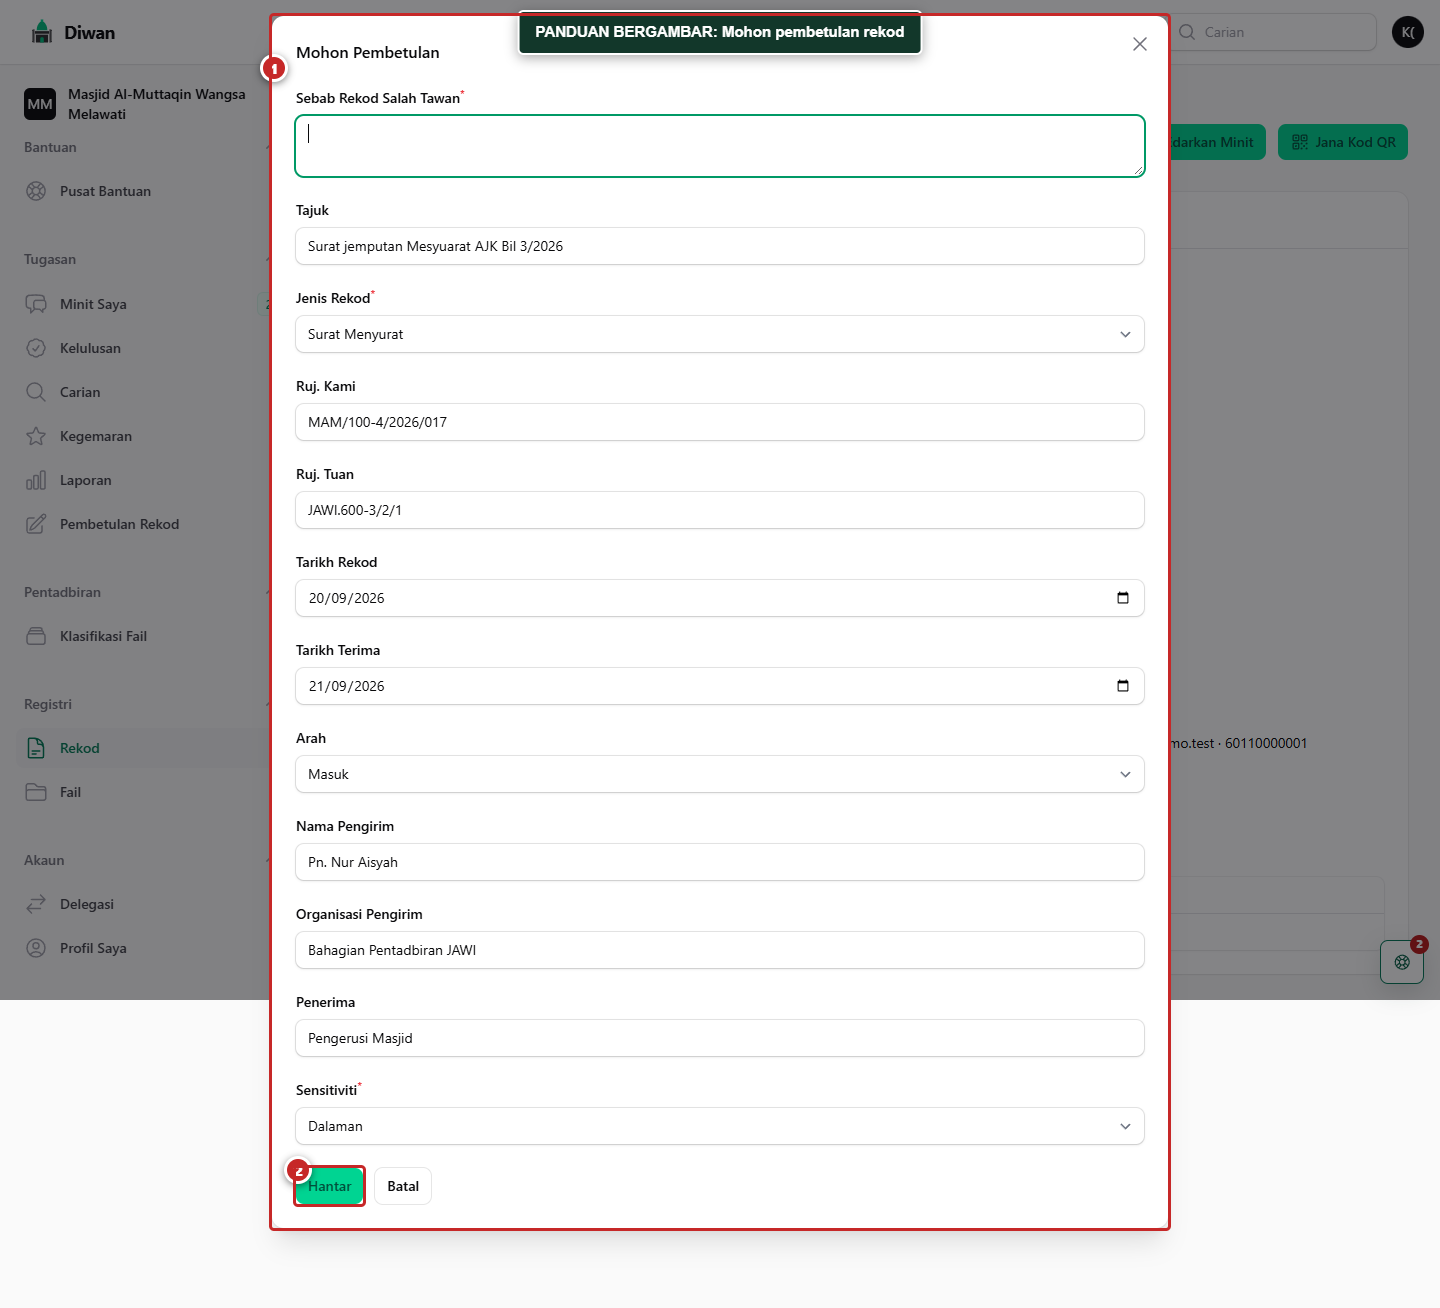 PANDUAN BERGAMBAR: Mohon pembetulan rekod
Diwan
Carian
K(
MM
Masjid Al-Muttaqin Wangsa
Melawati
Bantuan
Pusat Bantuan
Tugasan
Minit Saya
2
Kelulusan
Carian
Kegemaran
Laporan
Pembetulan Rekod
Pentadbiran
Klasifikasi Fail
Registri
Rekod
Fail
Akaun
Delegasi
Profil Saya
Mohon Pembetulan
1
Sebab Rekod Salah Tawan*
Tajuk
Surat jemputan Mesyuarat AJK Bil 3/2026
Jenis Rekod*
Surat Menyurat
Ruj. Kami
MAM/100-4/2026/017
Ruj. Tuan
JAWI.600-3/2/1
Tarikh Rekod
20/09/2026
Tarikh Terima
21/09/2026
Arah
Masuk
Nama Pengirim
Pn. Nur Aisyah
Organisasi Pengirim
Bahagian Pentadbiran JAWI
Penerima
Pengerusi Masjid
Sensitiviti*
Dalaman
2
Hantar
Batal
darkan Minit
Jana Kod QR
mo.test · 60110000001
2